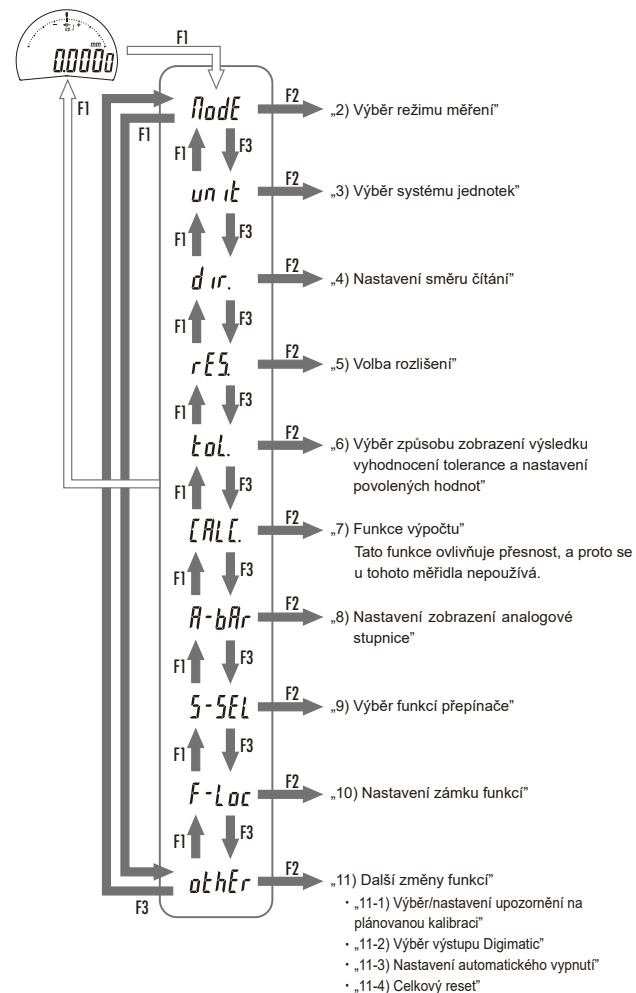 F1
- 0 +
mm
0.0000
F1
F1
ModE
F2
„2) Výběr režimu měření”
F1
F3
unit
F2
„3) Výběr systému jednotek”
F1
F3
dir.
F2
„4) Nastavení směru čítání”
F1
F3
rES.
F2
„5) Volba rozlišení”
F1
F3
toL.
F2
„6) Výběr způsobu zobrazení výsledku
vyhodnocení tolerance a nastavení
povolených hodnot”
F1
F3
CALC.
F2
„7) Funkce výpočtu”
Tato funkce ovlivňuje přesnost, a proto se
u tohoto měřidla nepoužívá.
F1
F3
A-bAr
F2
„8) Nastavení zobrazení analogové
stupnice”
F1
F3
S-SEL
F2
„9) Výběr funkcí přepínače”
F1
F3
F-Loc
F2
„10) Nastavení zámku funkcí”
F1
F3
othEr
F2
„11) Další změny funkcí”
F3
・„11-1) Výběr/nastavení upozornění na
plánovanou kalibraci”
・„11-2) Výběr výstupu Digimatic”
・„11-3) Nastavení automatického vypnutí”
・„11-4) Celkový reset”